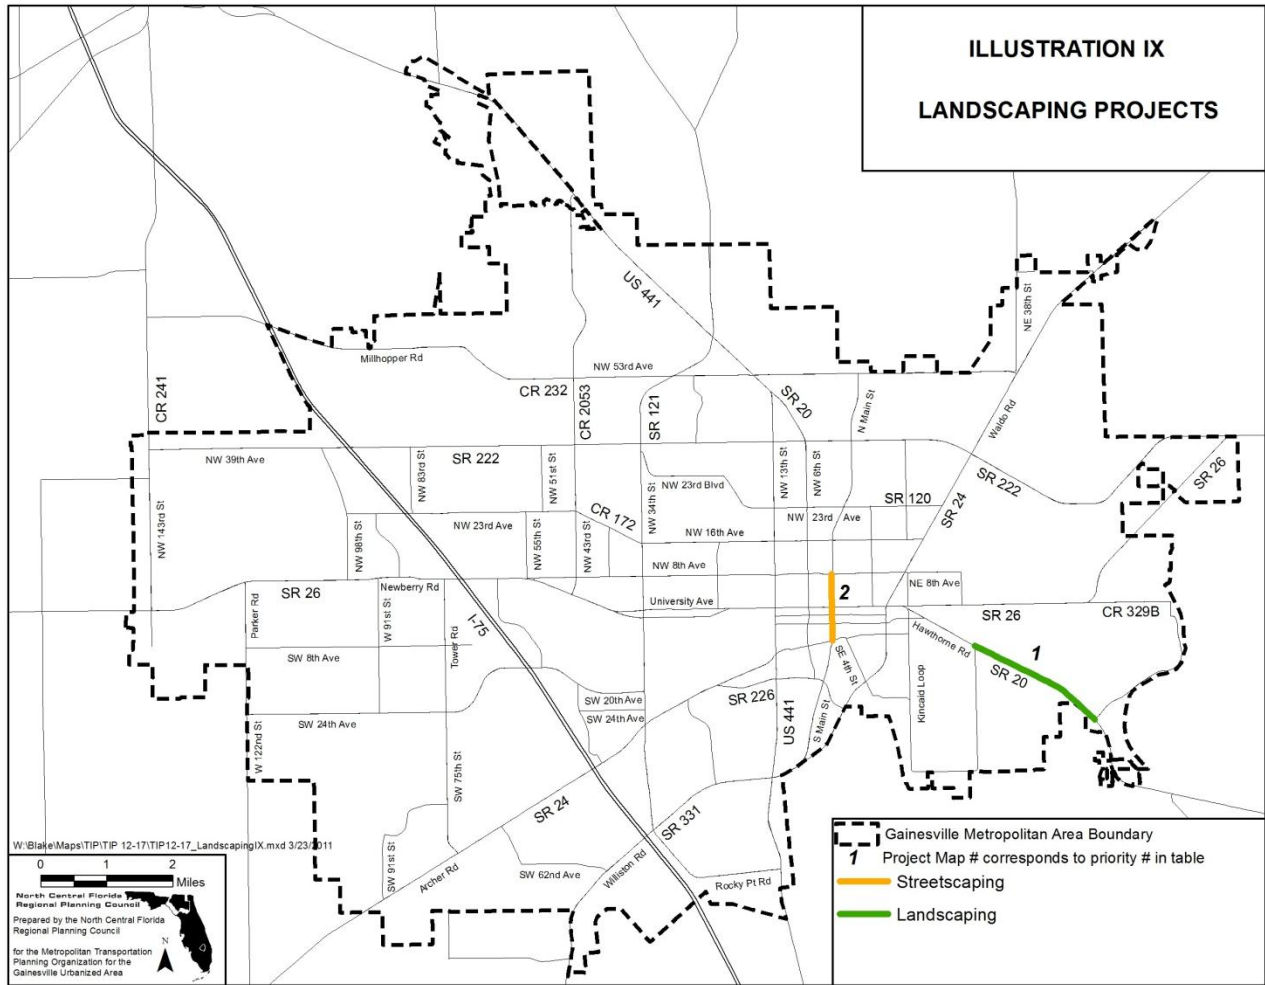 ILLUSTRATION IX
LANDSCAPING PROJECTS
US 441
NE 38th St
Millhopper Rd
NW 53rd Ave
CR 241
CR 232
CR 2053
SR 121
SR 20
N Main St
Waldo Rd
NW 39th Ave
SR 222
NW 83rd St
NW 51st St
NW 34th St
NW 23rd Blvd
NW 13th St
NW 6th St
SR 120
SR 24
SR 222
SR 26
NW 143rd St
NW 98th St
NW 23rd Ave
NW 55th St
NW 43rd St
CR 172
NW 16th Ave
NW 23rd Ave
NW 8th Ave
NE 8th Ave
SR 26
Newberry Rd
University Ave
2
SR 26
CR 329B
Parker Rd
W 91st St
Tower Rd
I-75
Hawthorne Rd
1
SR 20
SW 8th Ave
SE 4th St
Kincaid Loop
SW 20th Ave
SW 24th Ave
SR 226
US 441
S Main St
SW 24th Ave
W 122nd St
SW 75th St
SR 24
SR 331
SW 91st St
Archer Rd
SW 62nd Ave
Williston Rd
Rocky Pt Rd
W:\Blake\Maps\TIP\TIP 12-17\TIP12-17_LandscapingIX.mxd 3/23/2011
0 1 2
Miles
North Central Florida
Regional Planning Council
Prepared by the North Central Florida
Regional Planning Council
for the Metropolitan Transportation
Planning Organization for the
Gainesville Urbanized Area
N
Gainesville Metropolitan Area Boundary
1 Project Map # corresponds to priority # in table
Streetscaping
Landscaping